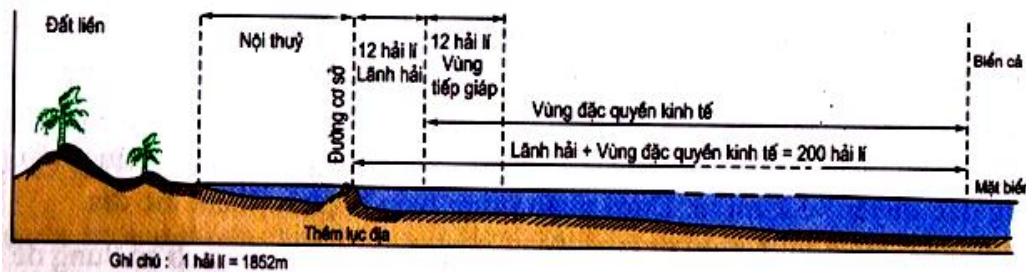 Đất liền
Nội thuỷ
Đường cơ sở
12 hải lí
Lãnh hải
12 hải lí
Vùng
tiếp giáp
Biển cả
Vùng đặc quyền kinh tế
Lãnh hải + Vùng đặc quyền kinh tế = 200 hải lí
Mặt biển
Thềm lục địa
Ghi chú : 1 hải lí = 1852m